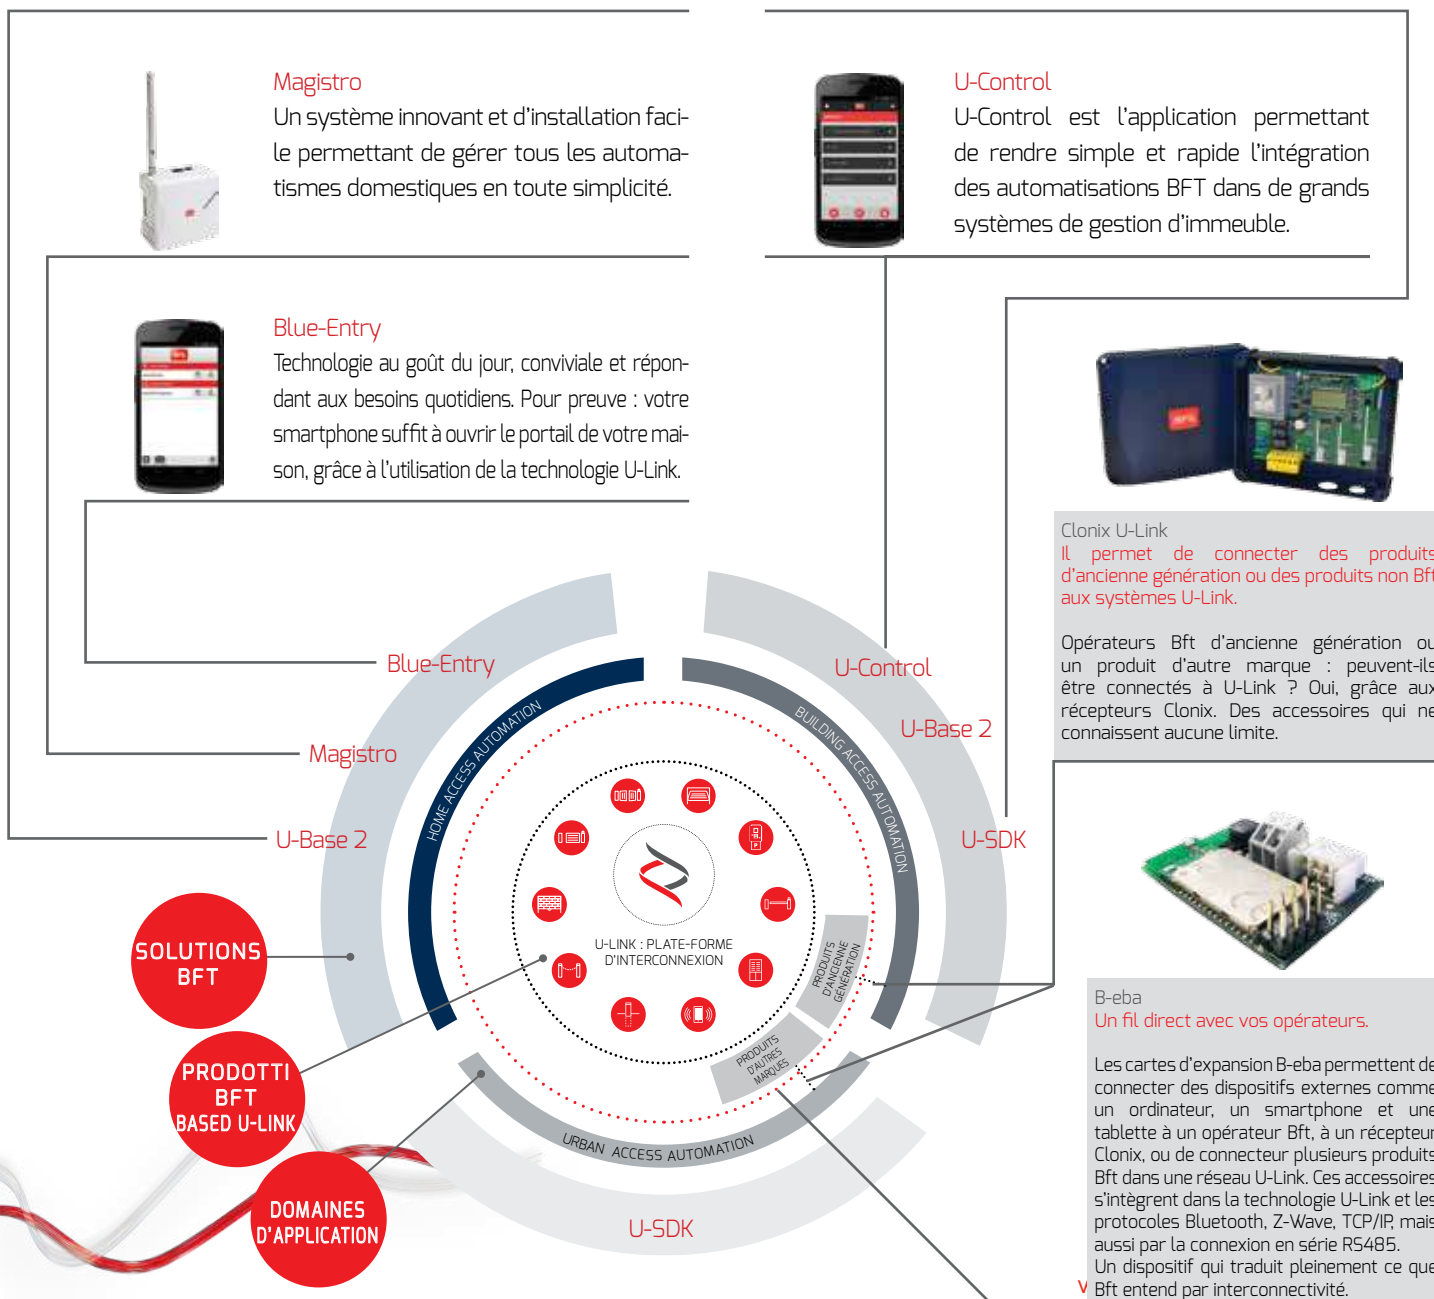 Magistro
Un système innovant et d'installation faci-
le permettant de gérer tous les automa-
tismes domestiques en toute simplicité.
U-Control
U-Control est l'application permettant
de rendre simple et rapide l'intégration
des automatisations BFT dans de grands
systèmes de gestion d'immeuble.
Blue-Entry
Technologie au goût du jour, conviviale et répon-
dant aux besoins quotidiens. Pour preuve : votre
smartphone suffit à ouvrir le portail de votre mai-
son, grâce à l'utilisation de la technologie U-Link.
Clonix U-Link
Il permet de connecter des produits
d'ancienne génération ou des produits non Bft
aux systèmes U-Link.
Opérateurs Bft d'ancienne génération ou
un produit d'autre marque : peuvent-ils
être connectés à U-Link ? Oui, grâce aux
récepteurs Clonix. Des accessoires qui ne
connaissent aucune limite.
Blue-Entry
Magistro
U-Base 2
U-Control
U-Base 2
U-SDK
HOME ACCESS AUTOMATION
BUILDING ACCESS AUTOMATION
URBAN ACCESS AUTOMATION
U-LINK : PLATE-FORME
D'INTERCONNEXION
PRODUITS
D'ANCIENNE
GÉNÉRATION
PRODUITS
D'AUTRES
MARQUES
U-SDK
SOLUTIONS
BFT
PRODOTTI
BFT
BASED U-LINK
DOMAINES
D'APPLICATION
B-eba
Un fil direct avec vos opérateurs.
Les cartes d'expansion B-eba permettent de
connecter des dispositifs externes comme
un ordinateur, un smartphone et une
tablette à un opérateur Bft, à un récepteur
Clonix, ou de connecteur plusieurs produits
Bft dans une réseau U-Link. Ces accessoires
s'intègrent dans la technologie U-Link et les
protocoles Bluetooth, Z-Wave, TCP/IP, mais
aussi par la connexion en série RS485.
Un dispositif qui traduit pleinement ce que
Bft entend par interconnectivité.